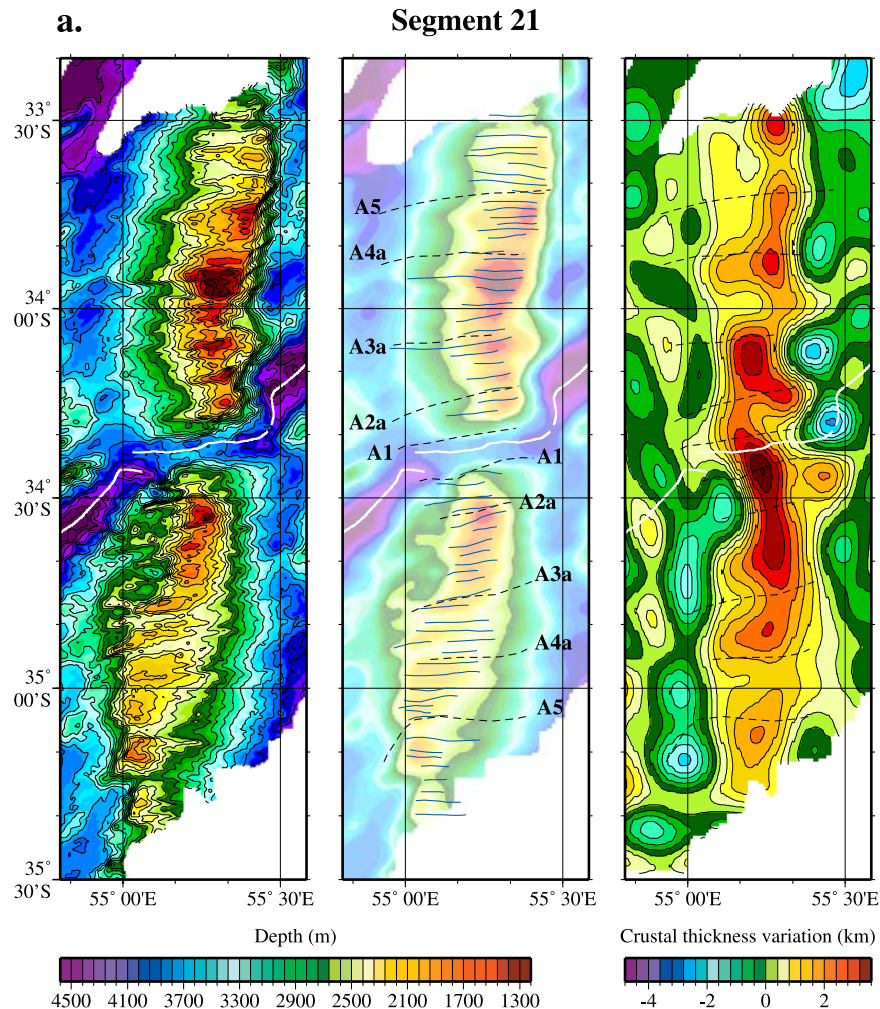 a.
Segment 21
33°
30'S
34°
00'S
34°
30'S
35°
00'S
35°
30'S
A5
A4a
A3a
A2a
A1
A1
A2a
A3a
A4a
A5
55° 00'E
55° 30'E
55° 00'E
55° 30'E
55° 00'E
55° 30'E
Depth (m)
4500 4100 3700 3300 2900 2500 2100 1700 1300
Crustal thickness variation (km)
-4 -2 0 2